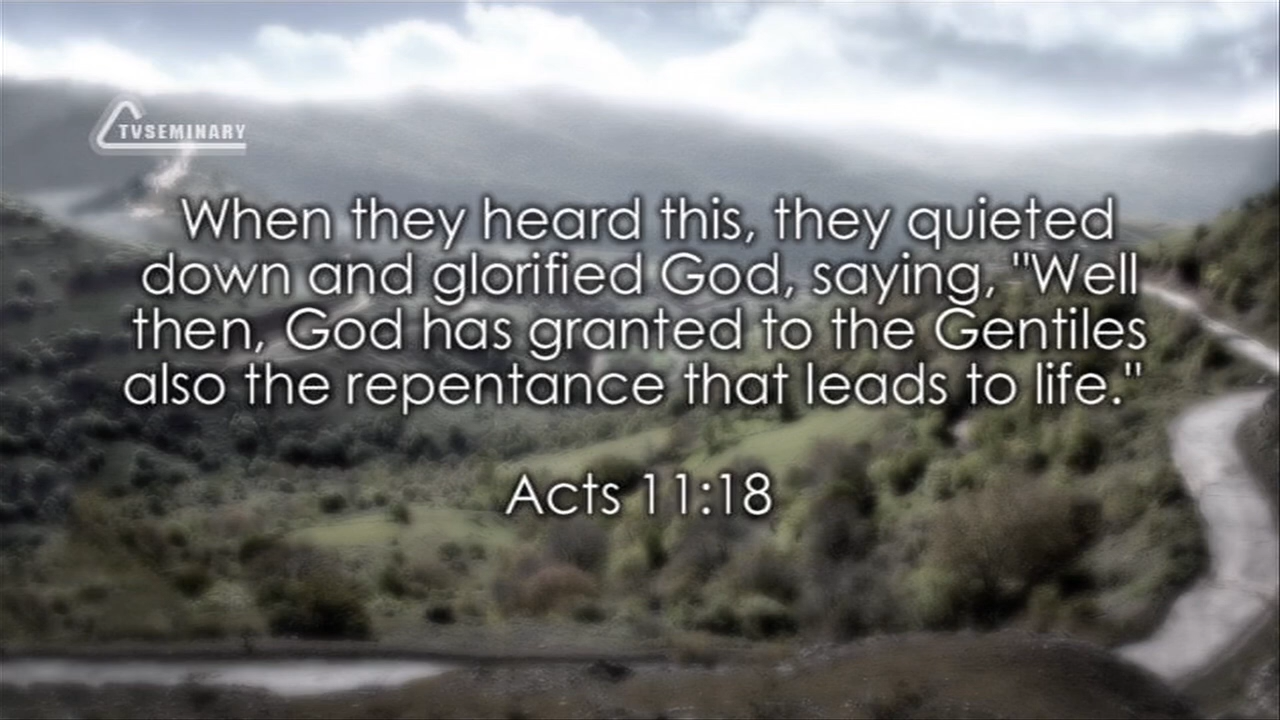 TVSEMINARY
When they heard this, they quieted
down and glorified God, saying, "Well
then, God has granted to the Gentiles
also the repentance that leads to life."
Acts 11:18